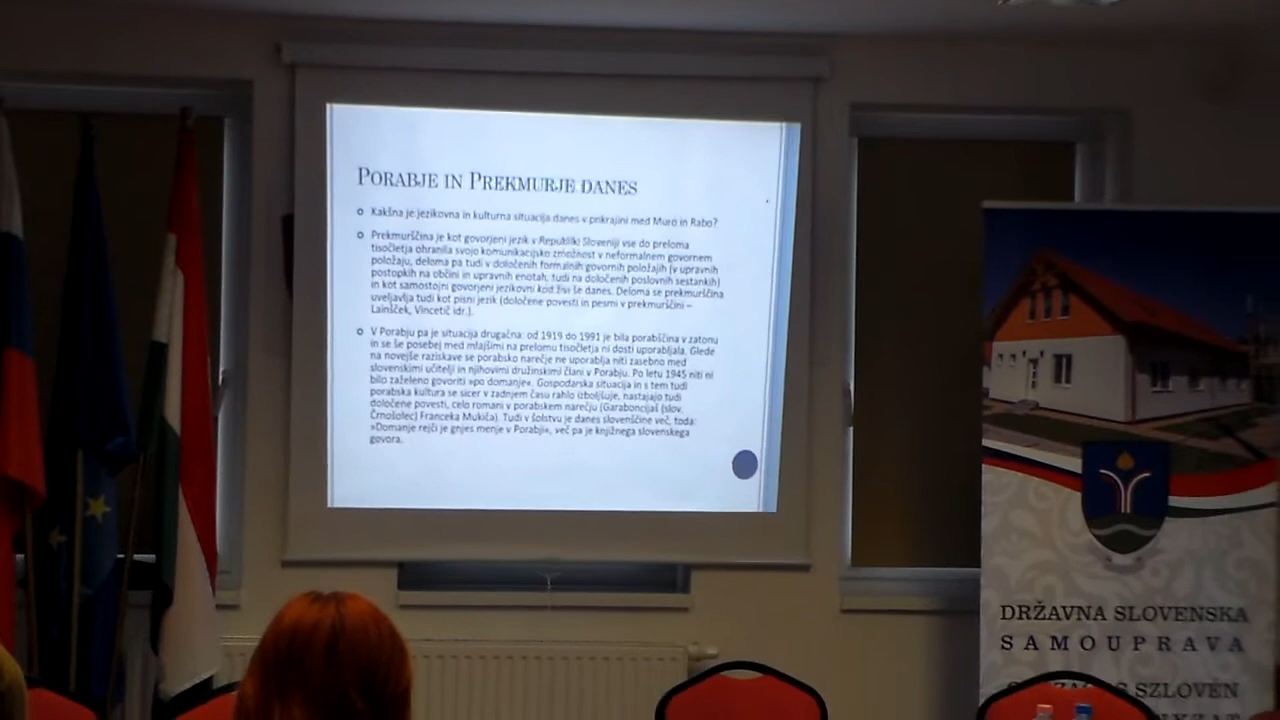 PORABJE IN PREKMURJE DANES
Kakšna je jezikovna in kulturna situacija danes v prikrajini med Muro in Rabo?
Prekmurščina je kot govorjeni jezik v Republiki Sloveniji vse do preloma
tisočletja ohranila svojo komunikacijsko zmožnost v neformalnem govornem
položaju, deloma pa tudi v določenih formalnih govornih položajih (v upravnih
postopkih na občini in upravnih enotah, tudi na določenih poslovnih sestankih)
in kot samostojni govorjeni jezikovni kod živi še danes. Deloma se prekmurščina
uveljavlja tudi kot pisni jezik (določene povesti in pesmi v prekmurščini –
Lainšček, Vincetič idr.).
V Porabju pa je situacija drugačna: od 1919 do 1991 je bila porabščina v zatonu
in se še posebej med mlajšimi na prelomu tisočletja ni dosti uporabljala. Glede
na novejše raziskave se porabsko narečje ne uporablja niti zasebno med
slovenskimi učitelji in njihovimi družinskimi člani v Porabju. Po letu 1945 niti ni
bilo zaželeno govoriti »po domanje«. Gospodarska situacija in s tem tudi
porabska kultura se sicer v zadnjem času rahlo izboljšuje, nastajajo tudi
določene povesti, celo romani v porabskem narečju (Garaboncijaš (slov.
Črnošolec) Franceka Mukiča). Tudi v šolstvu je danes slovenščine več, toda:
»Domanje rejči je gnjes menje v Porabji«, več pa je knjižnega slovenskega
govora.
DRŽAVNA SLOVENSKA
SAMOUPRAVA
SZLOVÉN